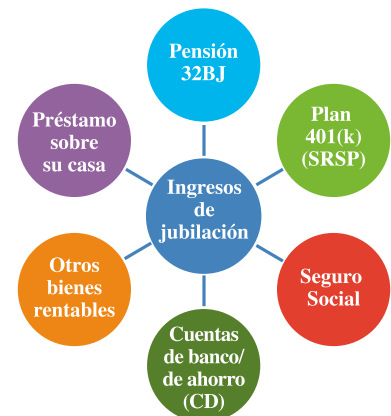 Pensión
32BJ
Plan
401(k)
(SRSP)
Seguro
Social
Cuentas
de banco/
de ahorro
(CD)
Otros
bienes
rentables
Préstamo
sobre
su casa
Ingresos
de
jubilación